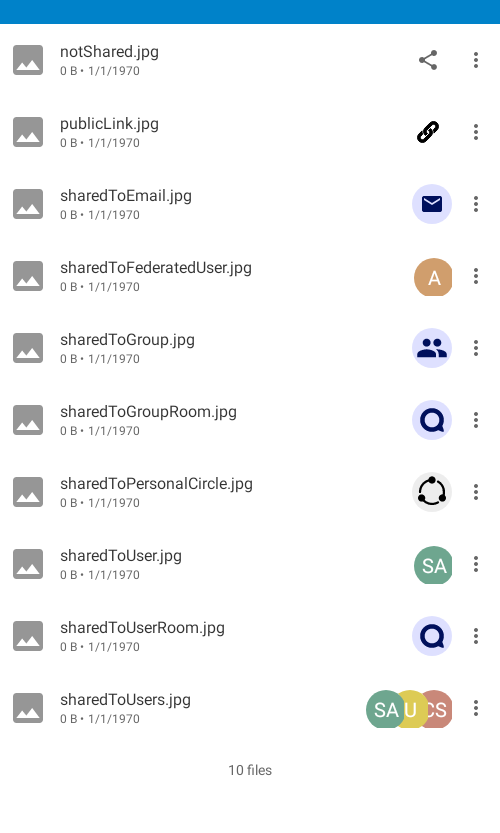 notShared.jpg
0 B • 1/1/1970
publicLink.jpg
0 B • 1/1/1970
sharedToEmail.jpg
0 B • 1/1/1970
sharedToFederatedUser.jpg
0 B • 1/1/1970
A
sharedToGroup.jpg
0 B • 1/1/1970
sharedToGroupRoom.jpg
0 B • 1/1/1970
sharedToPersonalCircle.jpg
0 B • 1/1/1970
sharedToUser.jpg
0 B • 1/1/1970
SA
sharedToUserRoom.jpg
0 B • 1/1/1970
sharedToUsers.jpg
0 B • 1/1/1970
SA U CS
10 files